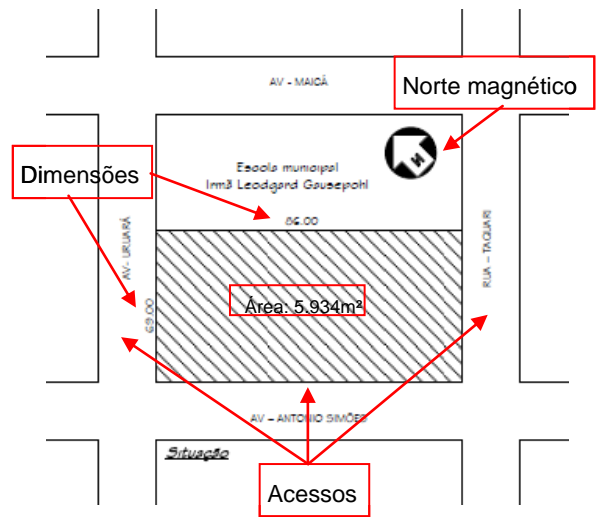 AV - MAICÁ
Norte magnético
N
Escola municipal
Irmã Leodgard Gausepohl
Dimensões
86.00
AV- URUARÁ
RUA - TAQUARI
Área: 5.934m²
69.00
AV - ANTONIO SIMÕES
Situação
Acessos